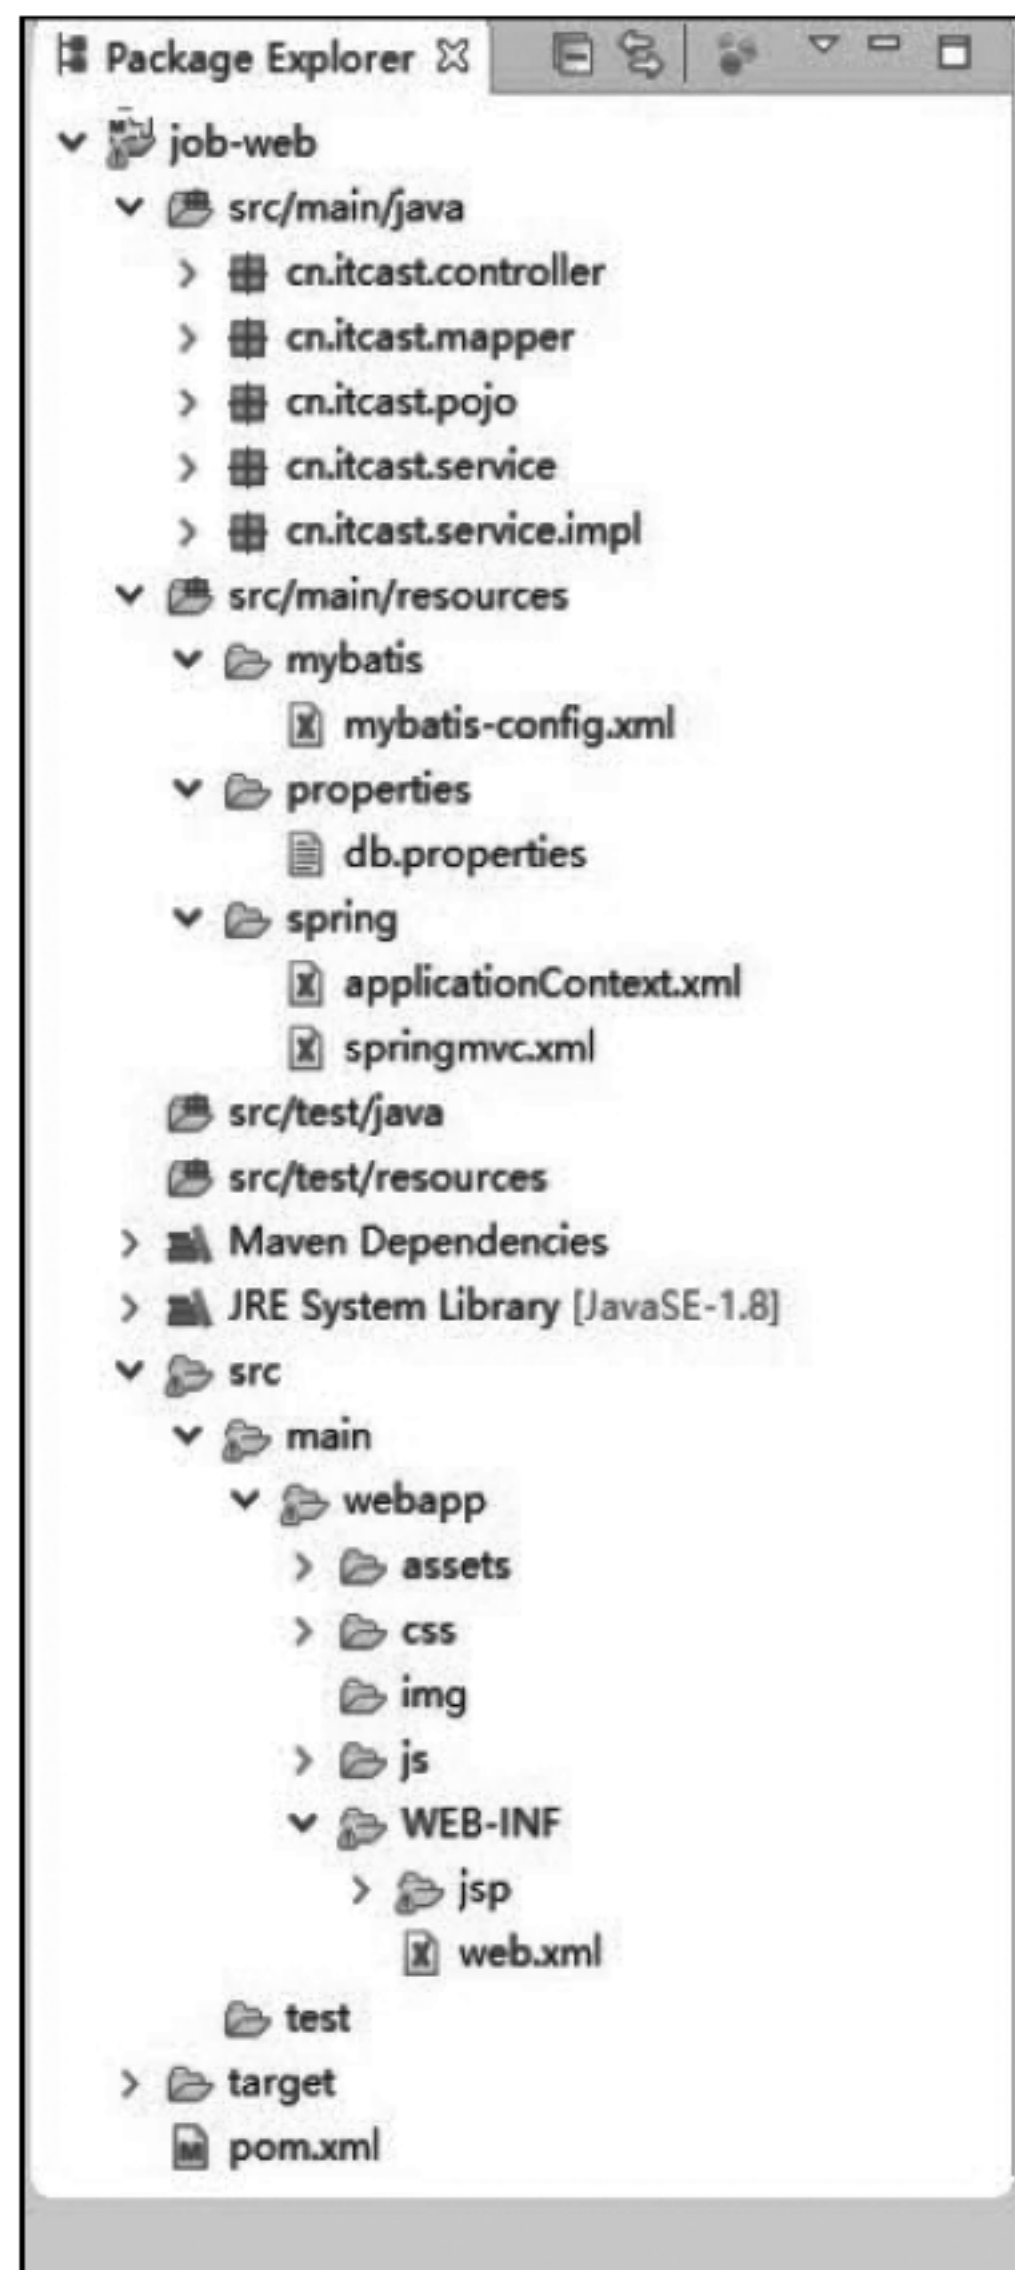 Package Explorer
job-web
src/main/java
cn.itcast.controller
cn.itcast.mapper
cn.itcast.pojo
cn.itcast.service
cn.itcast.service.impl
src/main/resources
mybatis
mybatis-config.xml
properties
db.properties
spring
applicationContext.xml
springmvc.xml
src/test/java
src/test/resources
Maven Dependencies
JRE System Library [JavaSE-1.8]
src
main
webapp
assets
css
img
js
WEB-INF
jsp
web.xml
test
target
pom.xml